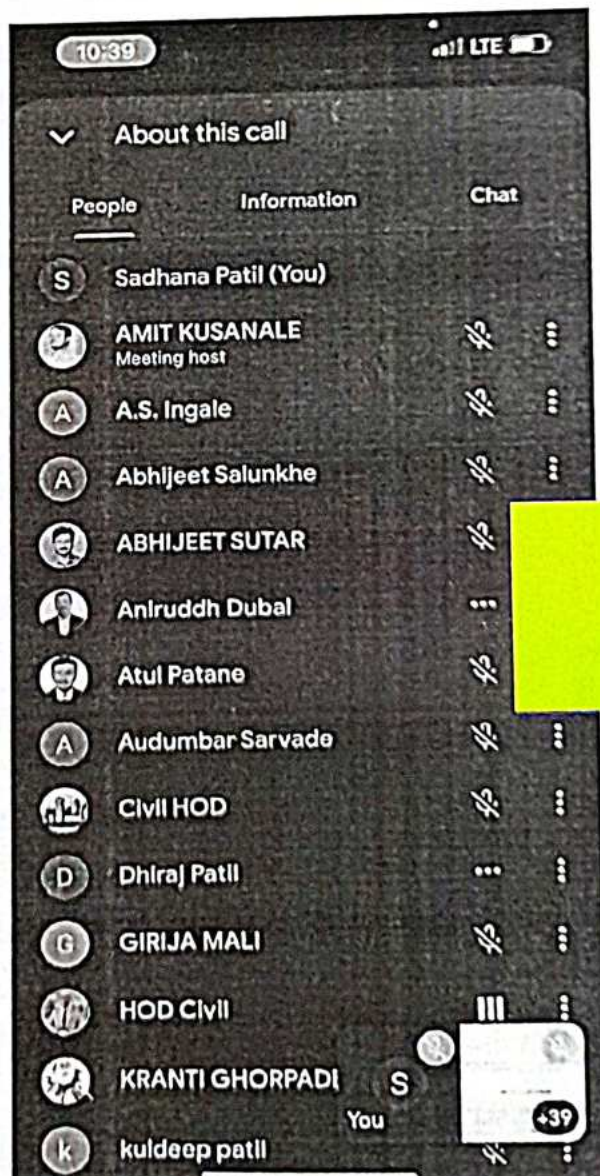 10:39 LTE
About this call
People Information Chat
S Sadhana Patil (You)
AMIT KUSANALE
Meeting host
A A.S. Ingale
A Abhijeet Salunkhe
ABHIJEET SUTAR
Aniruddh Dubal
Atul Patane
A Audumbar Sarvade
Civil HOD
D Dhiraj Patil
G GIRIJA MALI
HOD Civil
KRANTI GHORPADE S
You +39
k kuldeep patil